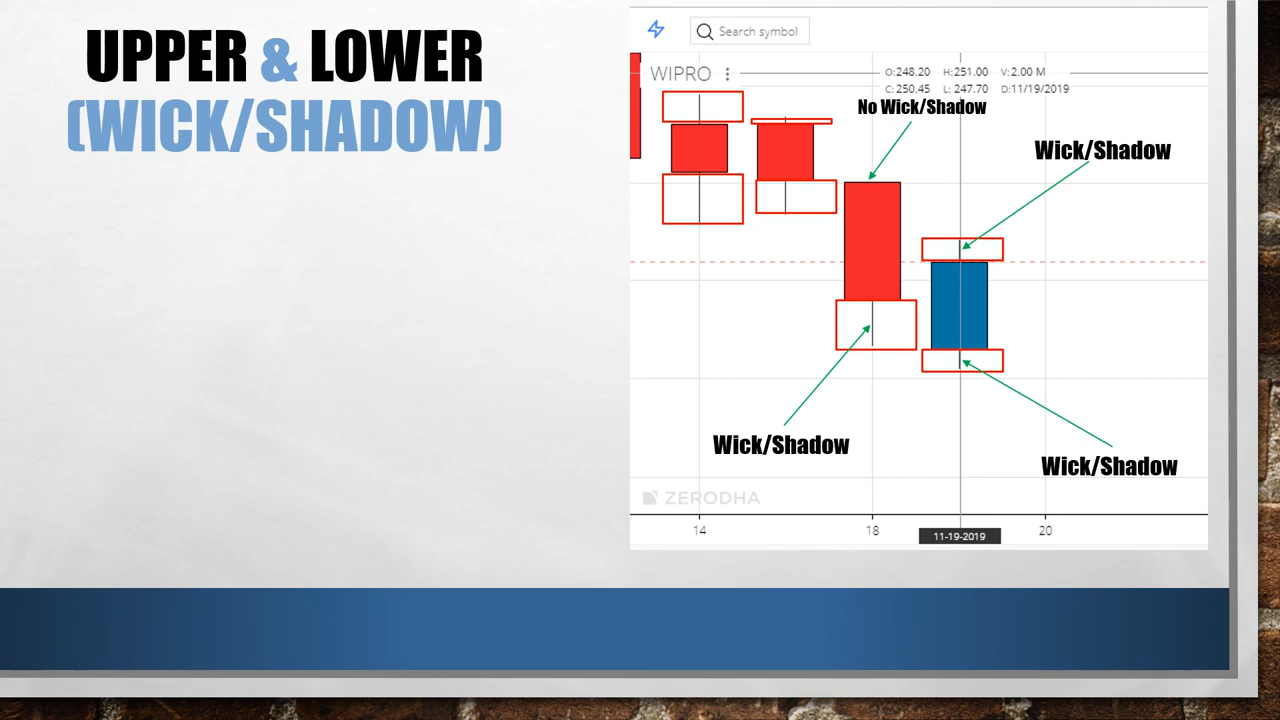 UPPER & LOWER
(WICK/SHADOW)
Search symbol
WIPRO
O:248.20 H:251.00 V:2.00 M
C: 250.45 L: 247.70 D:11/19/2019
No Wick/Shadow
Wick/Shadow
Wick/Shadow
Wick/Shadow
ZERODHA
14 18 20
11-19-2019